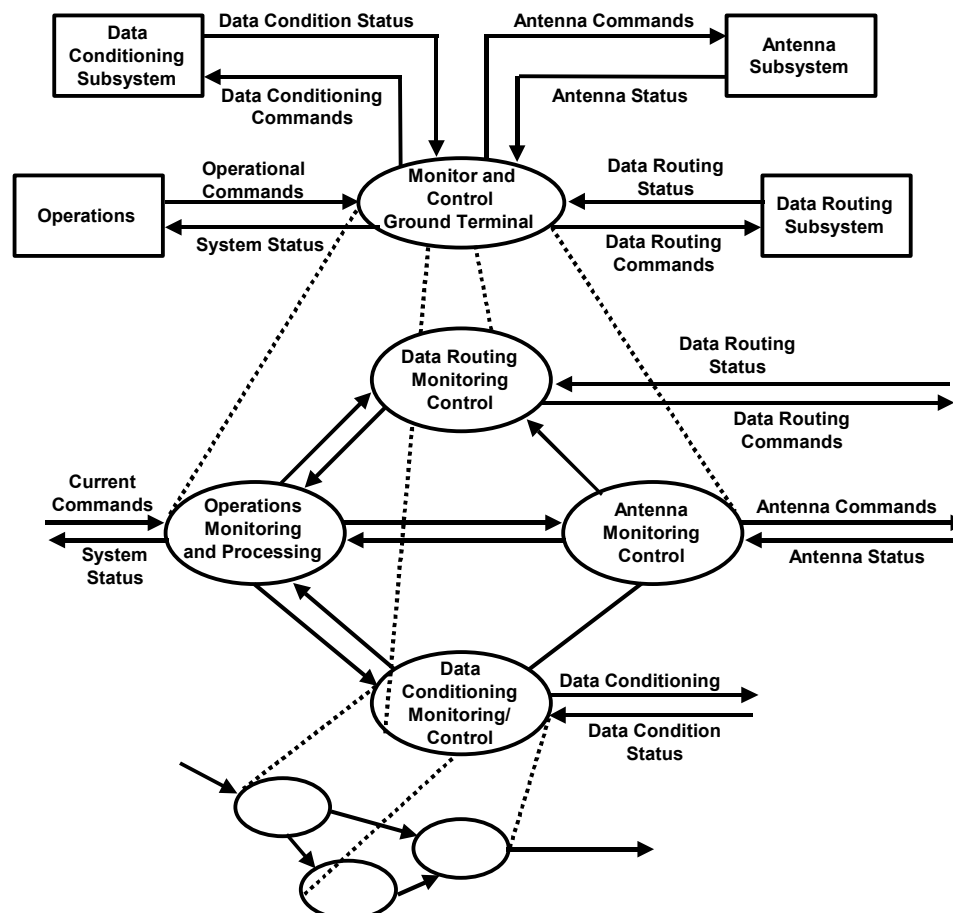 Data
Conditioning
Subsystem
Data Condition Status
Data Conditioning
Commands
Antenna Commands
Antenna Status
Antenna
Subsystem
Operations
Operational
Commands
System Status
Monitor and
Control
Ground Terminal
Data Routing
Status
Data Routing
Commands
Data Routing
Subsystem
Data Routing
Monitoring
Control
Data Routing
Status
Data Routing
Commands
Current
Commands
System
Status
Operations
Monitoring
and Processing
Antenna
Monitoring
Control
Antenna Commands
Antenna Status
Data
Conditioning
Monitoring/
Control
Data Conditioning
Data Condition
Status